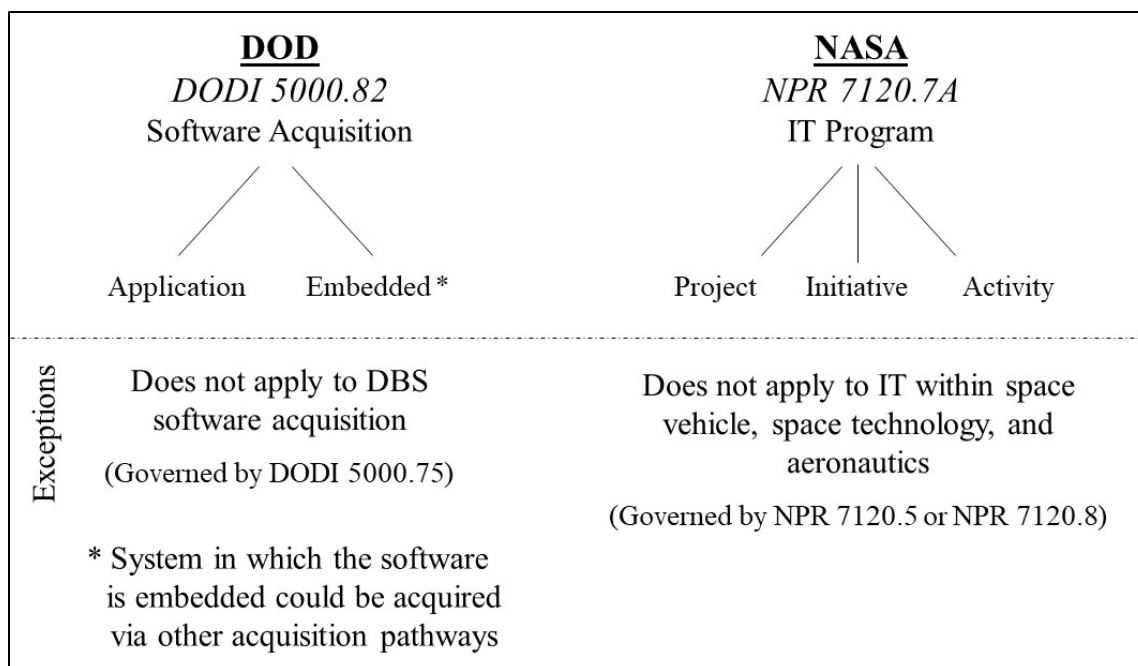 DOD
DODI 5000.82
Software Acquisition
Application
Embedded *
NASA
NPR 7120.7A
IT Program
Project
Initiative
Activity
Exceptions
Does not apply to DBS
software acquisition
(Governed by DODI 5000.75)
* System in which the software
is embedded could be acquired
via other acquisition pathways
Does not apply to IT within space
vehicle, space technology, and
aeronautics
(Governed by NPR 7120.5 or NPR 7120.8)